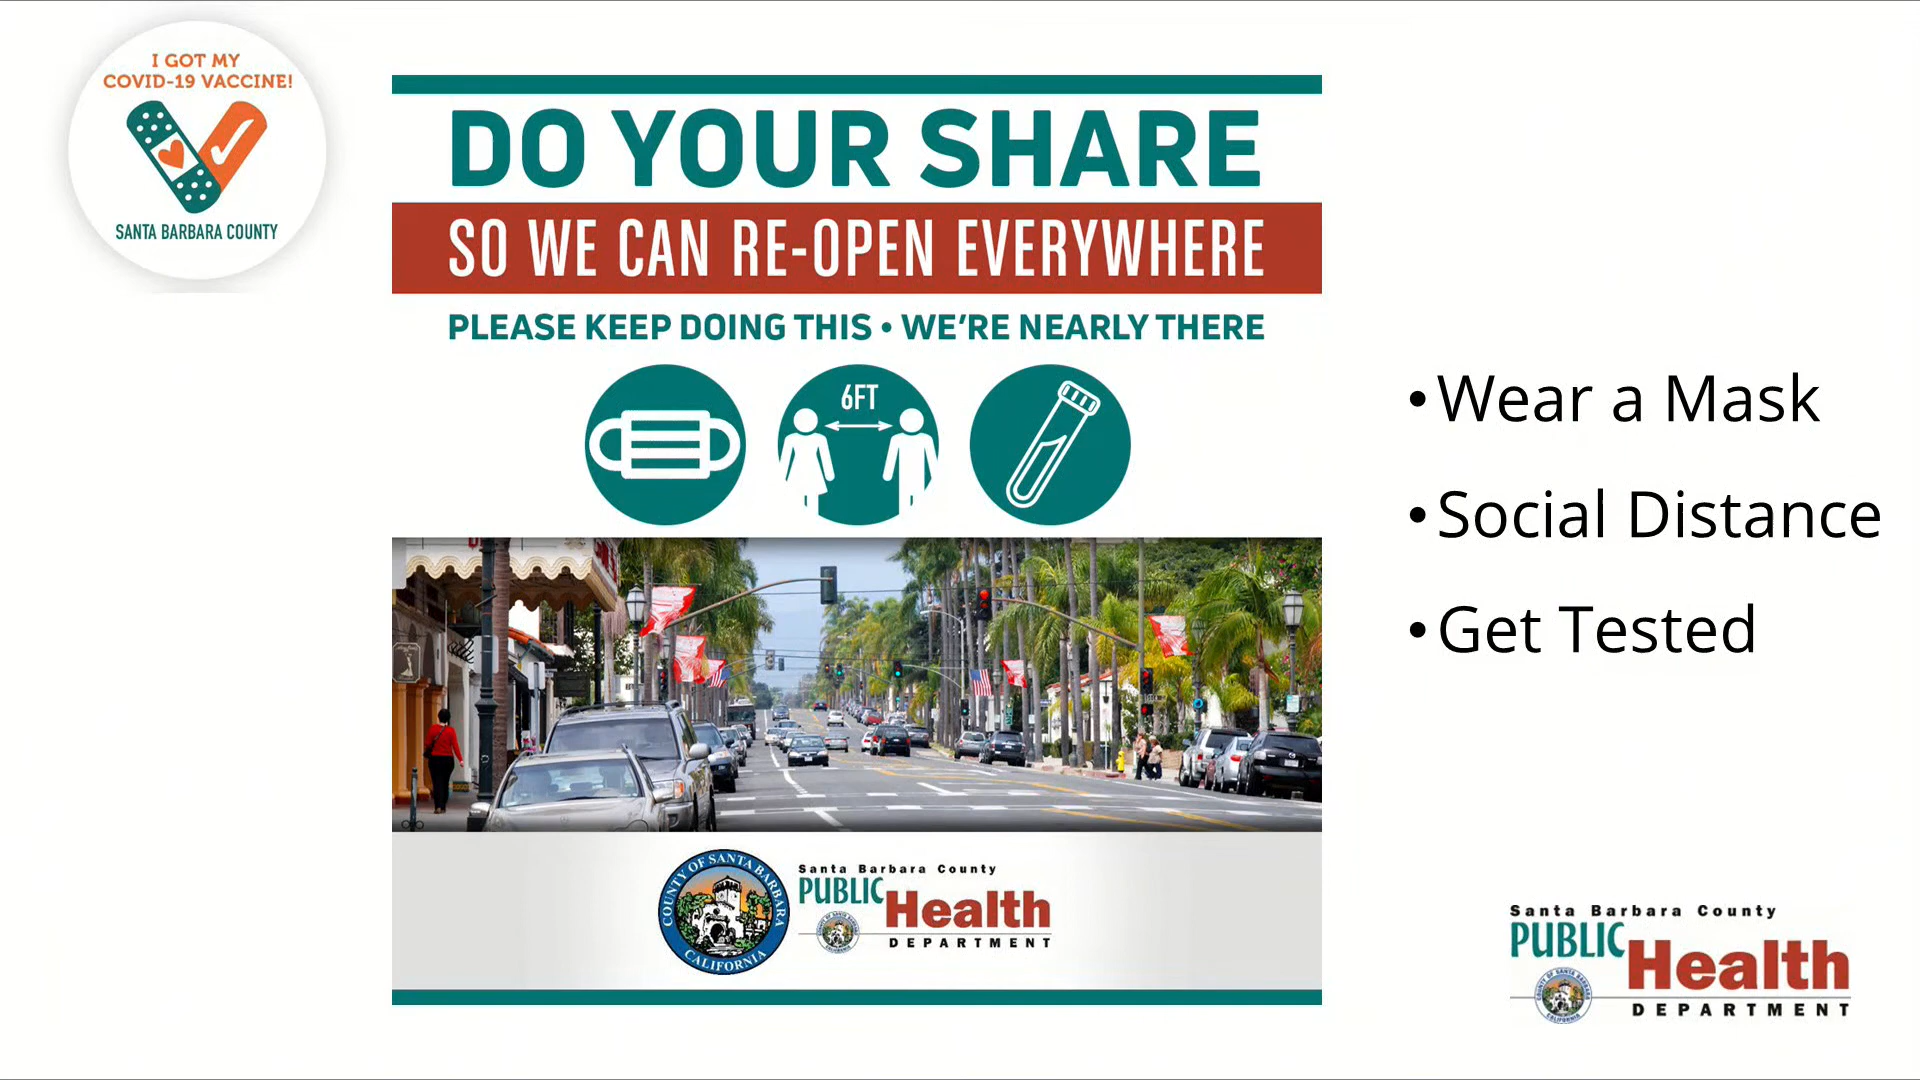 I GOT MY
COVID-19 VACCINE!
SANTA BARBARA COUNTY
DO YOUR SHARE
SO WE CAN RE-OPEN EVERYWHERE
PLEASE KEEP DOING THIS • WE'RE NEARLY THERE
6FT
• Wear a Mask
• Social Distance
• Get Tested
COUNTY OF SANTA BARBARA
CALIFORNIA
Santa Barbara County
PUBLIC Health
DEPARTMENT
Santa Barbara County
PUBLIC Health
DEPARTMENT